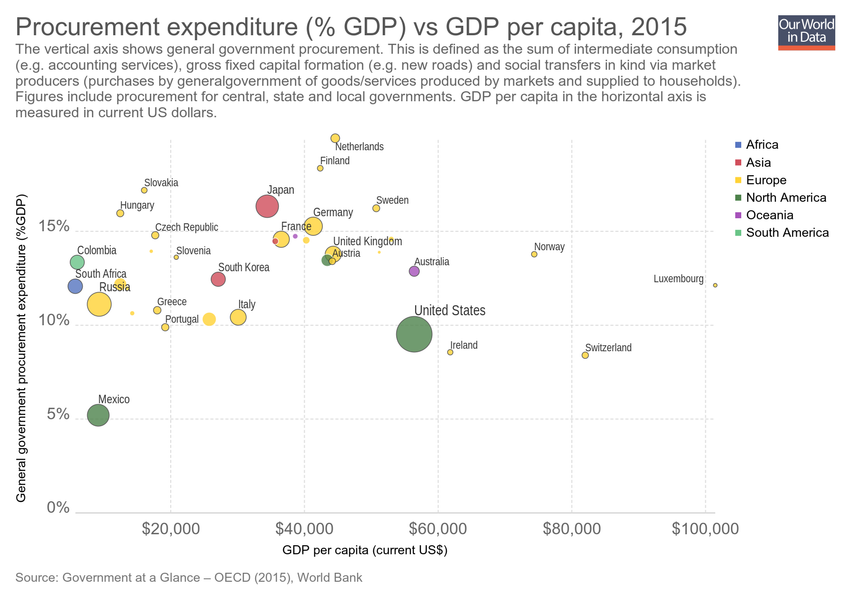 Procurement expenditure (% GDP) vs GDP per capita, 2015
Our World
in Data
The vertical axis shows general government procurement. This is defined as the sum of intermediate consumption
(e.g. accounting services), gross fixed capital formation (e.g. new roads) and social transfers in kind via market
producers (purchases by generalgovernment of goods/services produced by markets and supplied to households).
Figures include procurement for central, state and local governments. GDP per capita in the horizontal axis is
measured in current US dollars.
Netherlands
Africa
Finland
Asia
Europe
Slovakia
Japan
North America
Hungary
Sweden
Germany
Oceania
Czech Republic
France
South America
15%
United Kingdom
Norway
Colombia
Slovenia
Austria
Australia
South Africa
South Korea
Luxembourg
Russia
Greece
Italy
United States
10%
Portugal
Ireland
Switzerland
Mexico
5%
0%
General government procurement expenditure (%GDP)
$20,000
$40,000
$60,000
$80,000
$100,000
GDP per capita (current US$)
Source: Government at a Glance – OECD (2015), World Bank